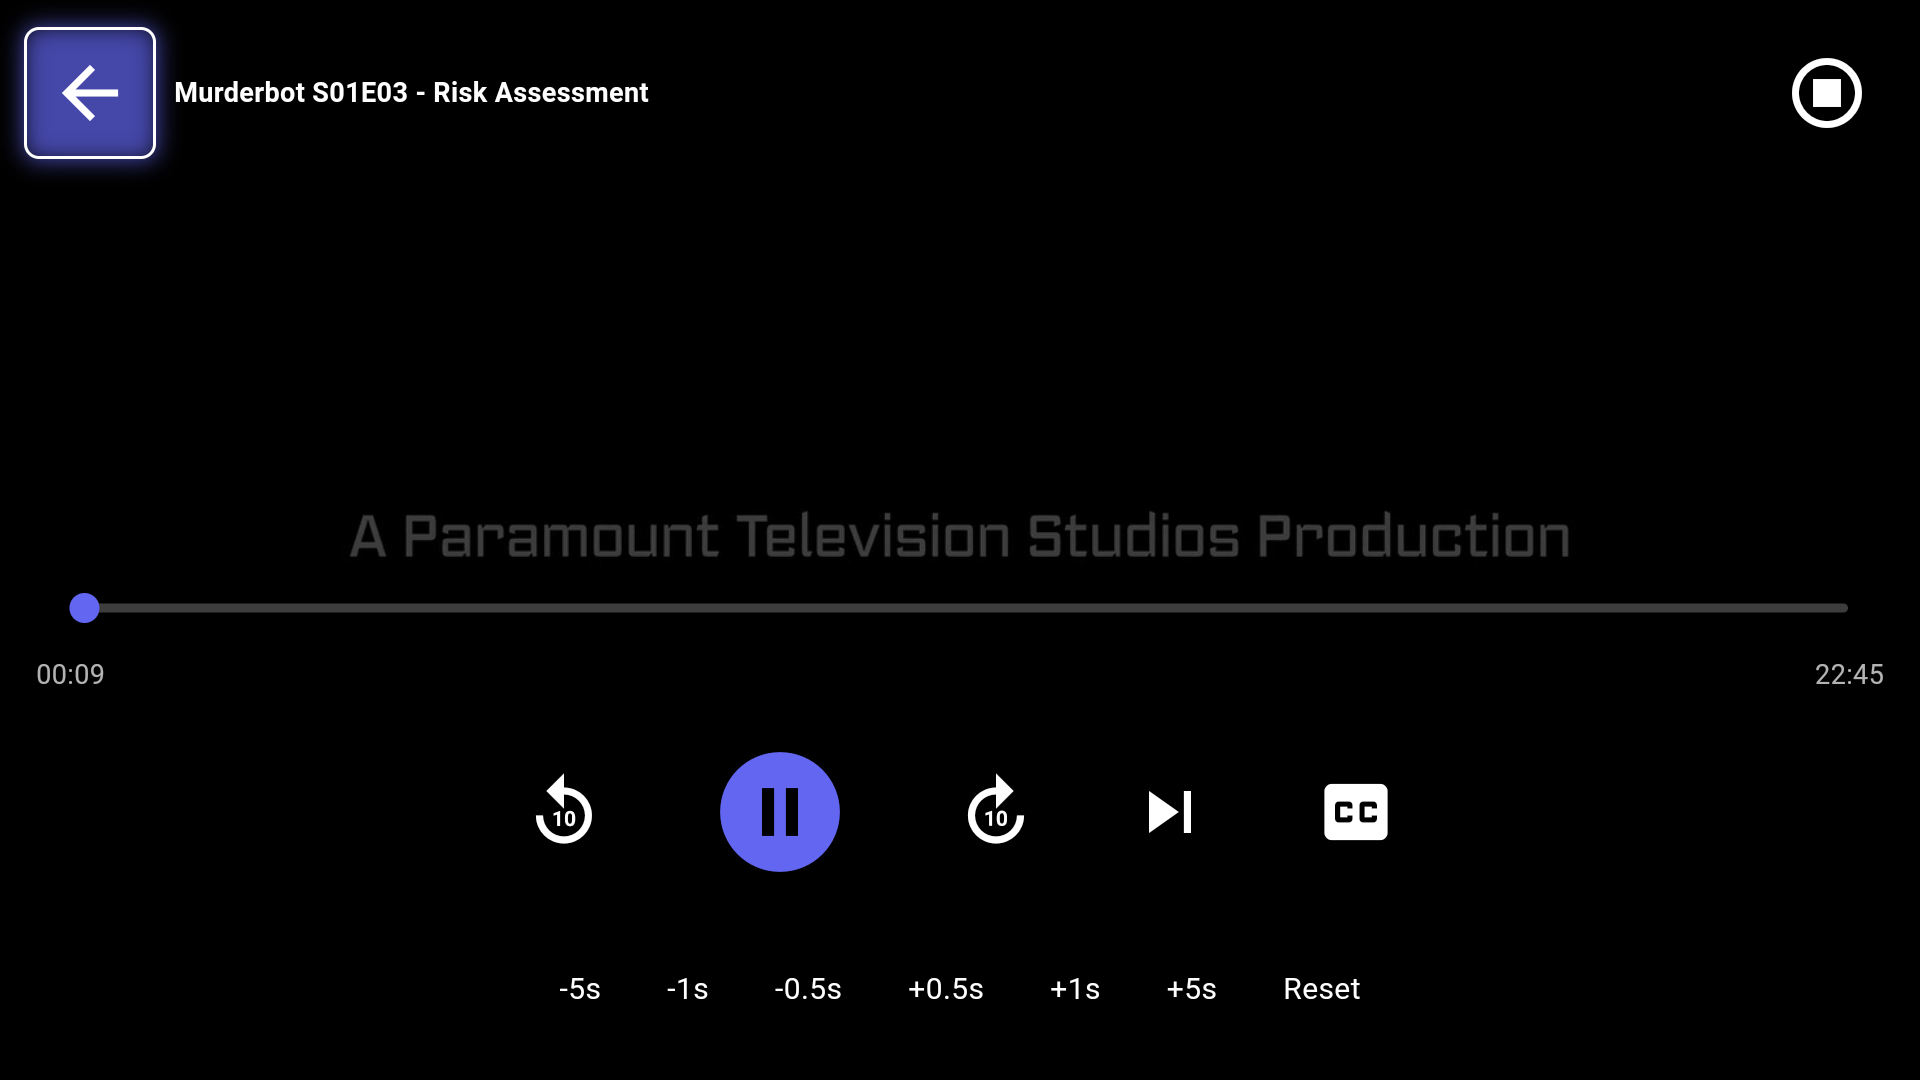 Murderbot S01E03 - Risk Assessment
A Paramount Television Studios Production
00:09
22:45
10
10
CC
-5s -1s -0.5s +0.5s +1s +5s Reset